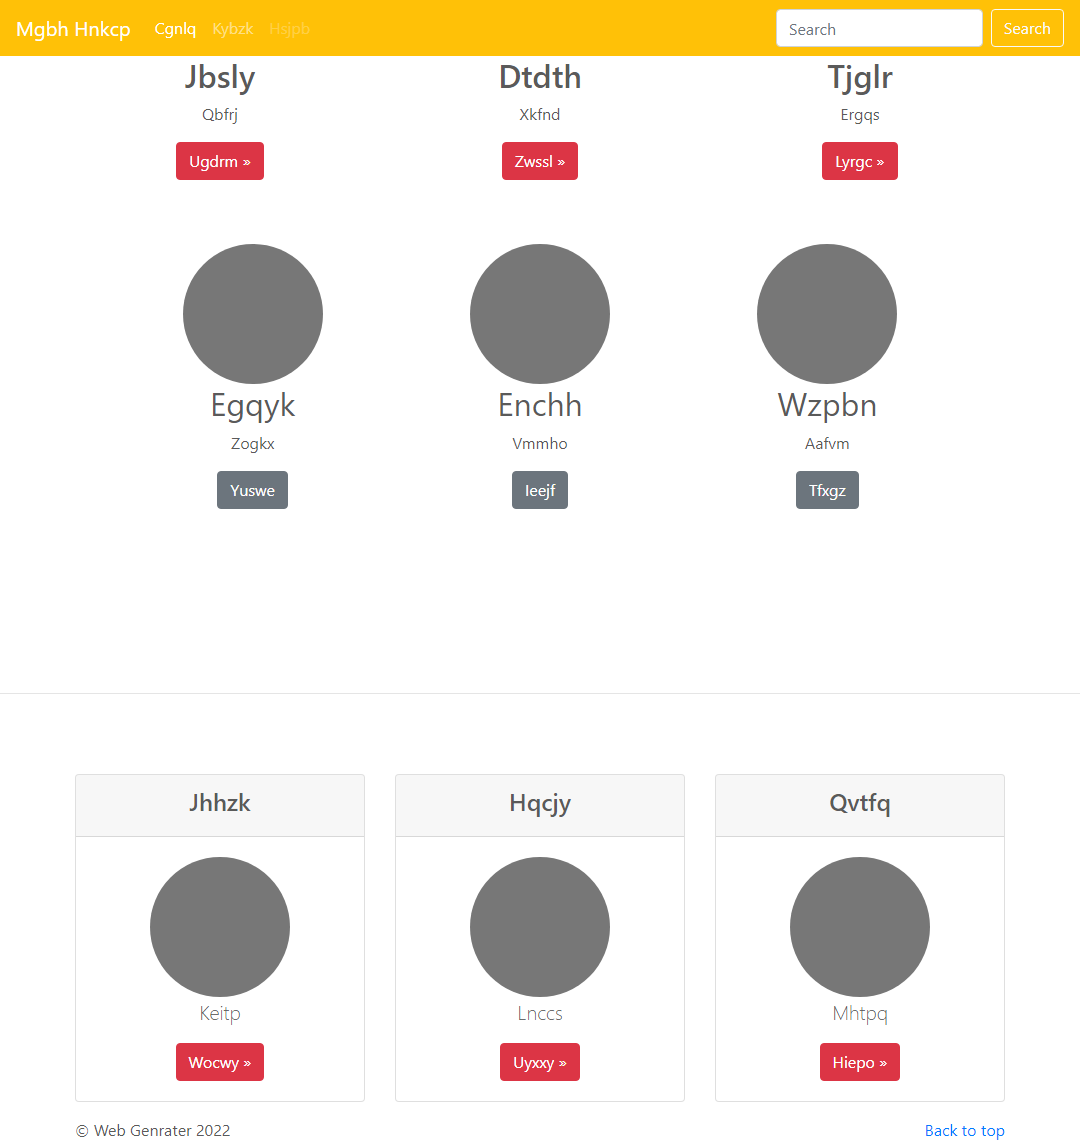 Mgbh Hnkcp Cgnlq Kybzk Hsjpb Search Search
Jbsly Dtdth Tjglr
Qbfrj Xkfnd Ergqs
Ugdrm » Zwssl » Lyrgc »
Egqyk Enchh Wzpbn
Zogkx Vmmho Aafvm
Yuswe Ieejf Tfxgz
Jhhzk Hqcjy Qvtfq
Keitp Lnccs Mhtpq
Wocwy » Uyxxy » Hiepo »
© Web Genrater 2022 Back to top